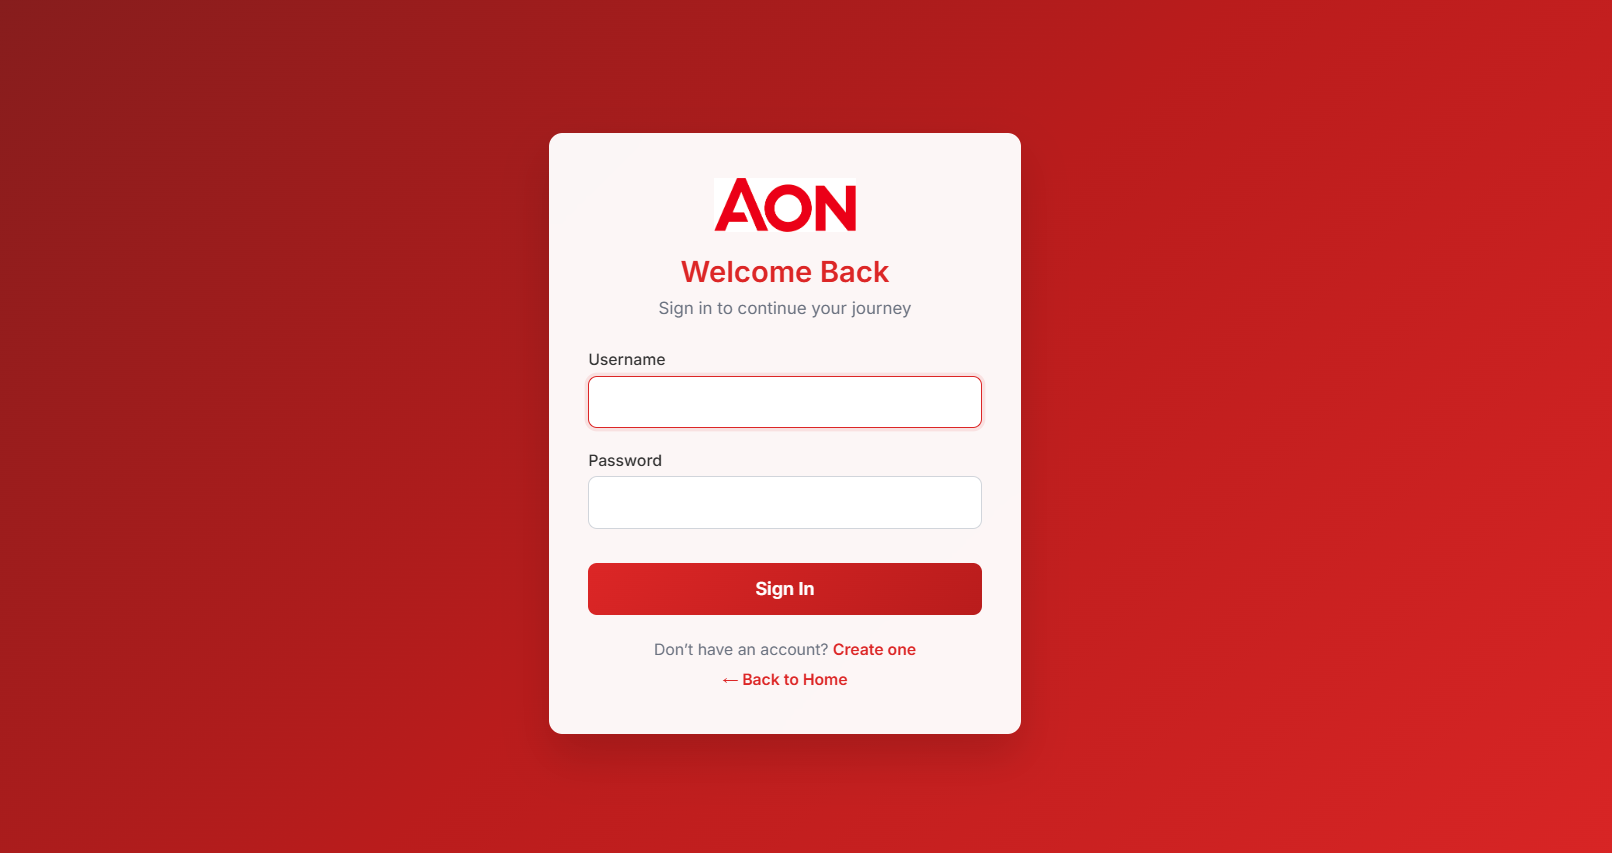 AON
Welcome Back
Sign in to continue your journey
Username
Password
Sign In
Don’t have an account? Create one
← Back to Home